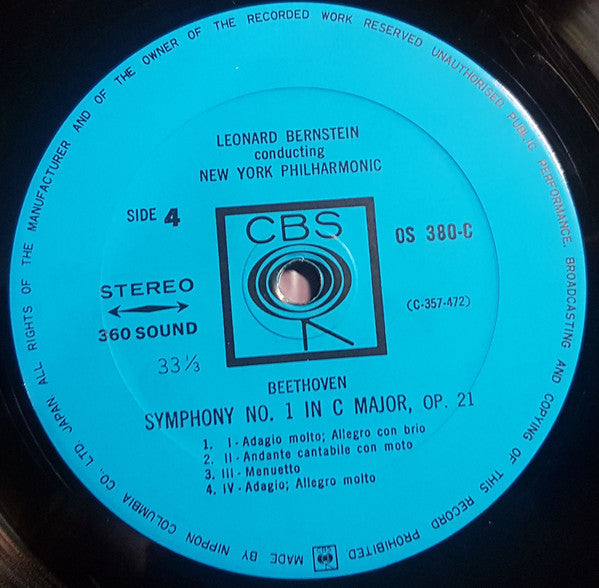 LEONARD BERNSTEIN
conducting
NEW YORK PHILHARMONIC
SIDE 4
CBS
OS 380-C
STEREO
360 SOUND
(C-357-472)
33⅓
BEETHOVEN
SYMPHONY NO. 1 IN C MAJOR, OP. 21
1. I - Adagio molto; Allegro con brio
2. II - Andante cantabile con moto
3. III - Menuetto
4. IV - Adagio; Allegro molto
MADE BY NIPPON COLUMBIA CO., LTD. JAPAN ALL RIGHTS OF THE MANUFACTURER AND OF THE OWNER OF THE RECORDED WORK RESERVED UNAUTHORISED PUBLIC PERFORMANCE. BROADCASTING AND COPYING OF THIS RECORD PROHIBITED
CBS